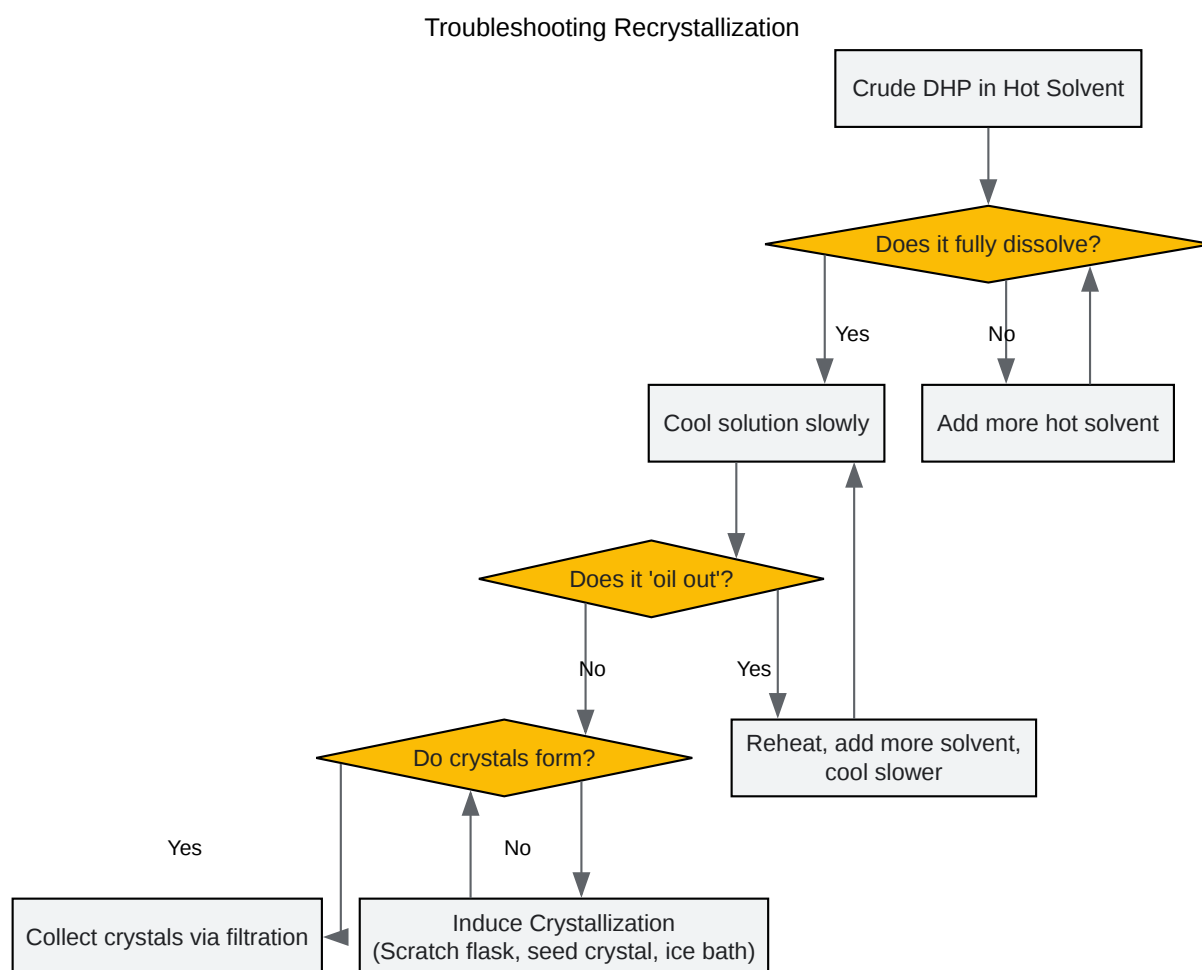 Troubleshooting Recrystallization
Crude DHP in Hot Solvent
Does it fully dissolve?
Yes
No
Cool solution slowly
Add more hot solvent
Does it 'oil out'?
No
Yes
Do crystals form?
Reheat, add more solvent,
cool slower
Yes
No
Collect crystals via filtration
Induce Crystallization
(Scratch flask, seed crystal, ice bath)